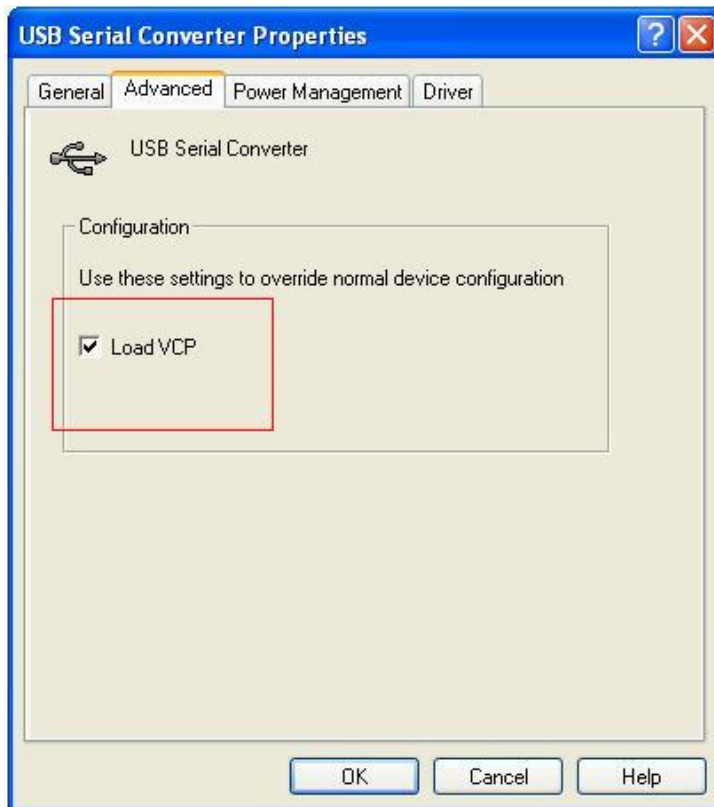 USB Serial Converter Properties
General Advanced Power Management Driver
USB Serial Converter
Configuration
Use these settings to override normal device configuration
Load VCP
OK Cancel Help